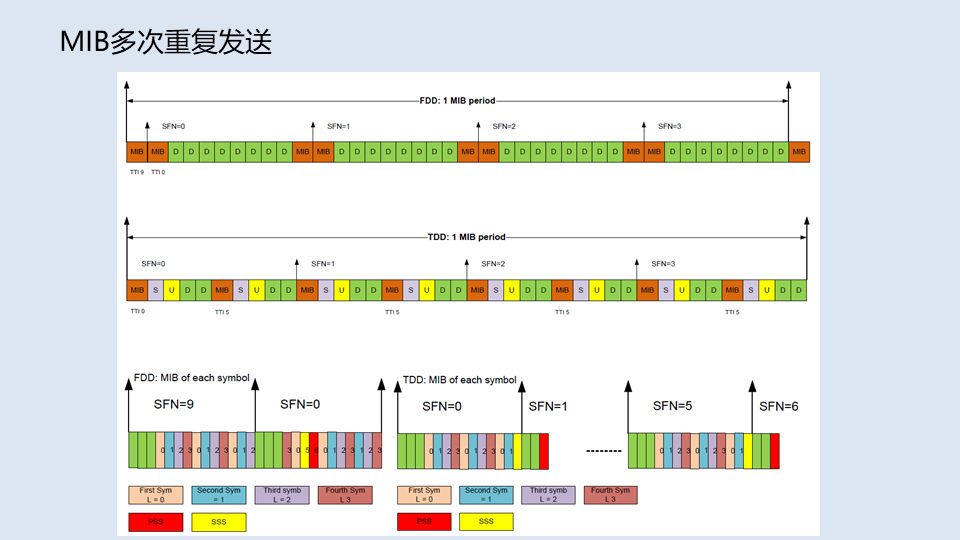 MIB多次重复发送
FDD: 1 MIB period
SFN=0 SFN=1 SFN=2 SFN=3
MIB MIB D D D D D D D D MIB MIB D D D D D D D D MIB MIB D D D D D D D D MIB MIB D D D D D D D D MIB
TTI 9 TTI 0
TDD: 1 MIB period
SFN=0 SFN=1 SFN=2 SFN=3
MIB S U D D MIB S U D D MIB S U D D MIB S U D D MIB S U D D MIB S U D D MIB S U D D MIB S U D D
TTI 0 TTI 5 TTI 5 TTI 5 TTI 5
FDD: MIB of each symbol TDD: MIB of each symbol
SFN=9 SFN=0 SFN=0 SFN=1 SFN=5 SFN=6
0 1 2 3 0 1 2 3 0 1 2 3 0 5 0 1 2 3 1 2 3 0 1 2 3 0 1 2 3 0 1 0 1 2 3 0 1 2 3 0 1
First Sym Second Sym Third symb Fourth Sym First Sym Second Sym Third symb Fourth Sym
L = 0 = 1 L = 2 L 3 L = 0 = 1 L = 2 L 3
PSS SSS PSS SSS